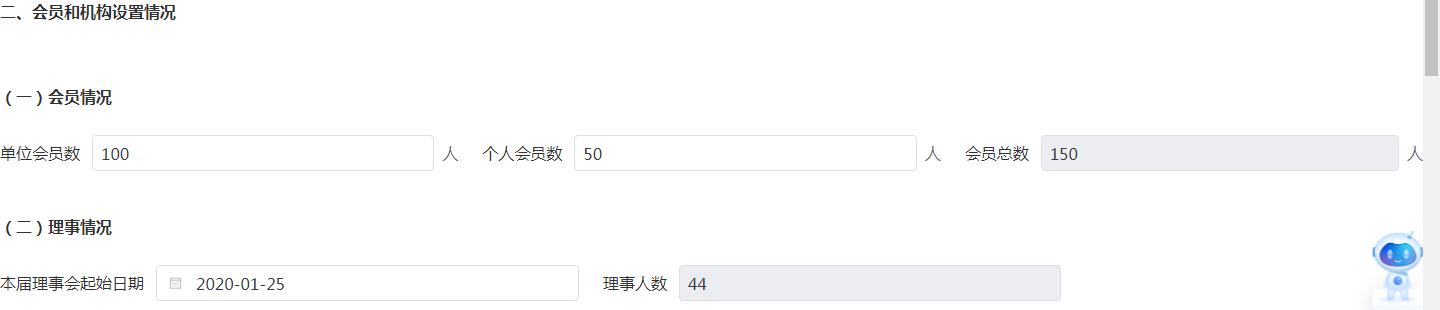 二、会员和机构设置情况
（一）会员情况
单位会员数 100 人 个人会员数 50 人 会员总数 150 人
（二）理事情况
本届理事会起始日期 2020-01-25 理事人数 44